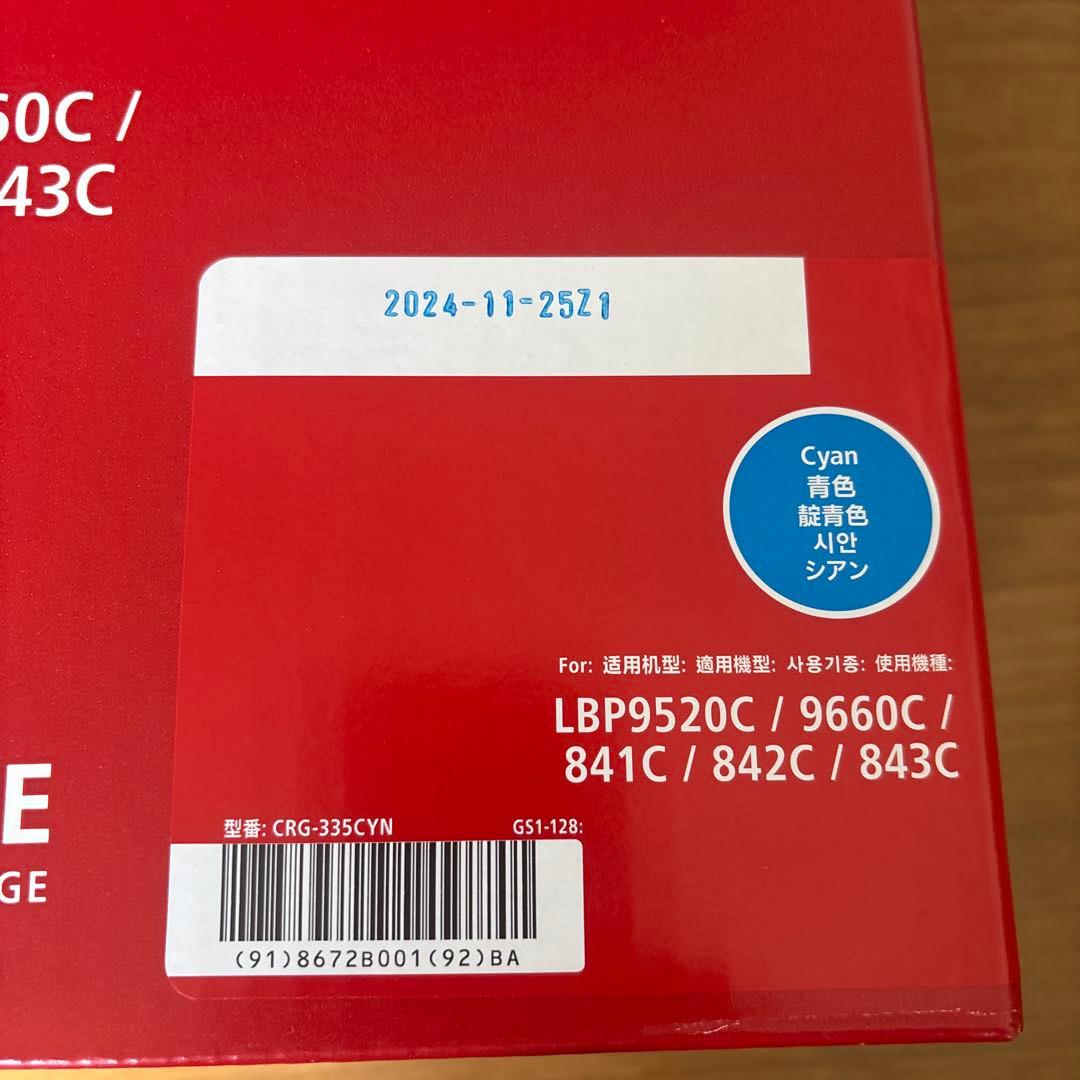 60C /
43C
2024-11-25Z1
Cyan
青色
靛青色
시안
シアン
For: 适用机型: 適用機型: 사용기종: 使用機種:
LBP9520C / 9660C /
841C / 842C / 843C
E
GE
型番: CRG-335CYN GS1-128:
(91)8672B001(92)BA